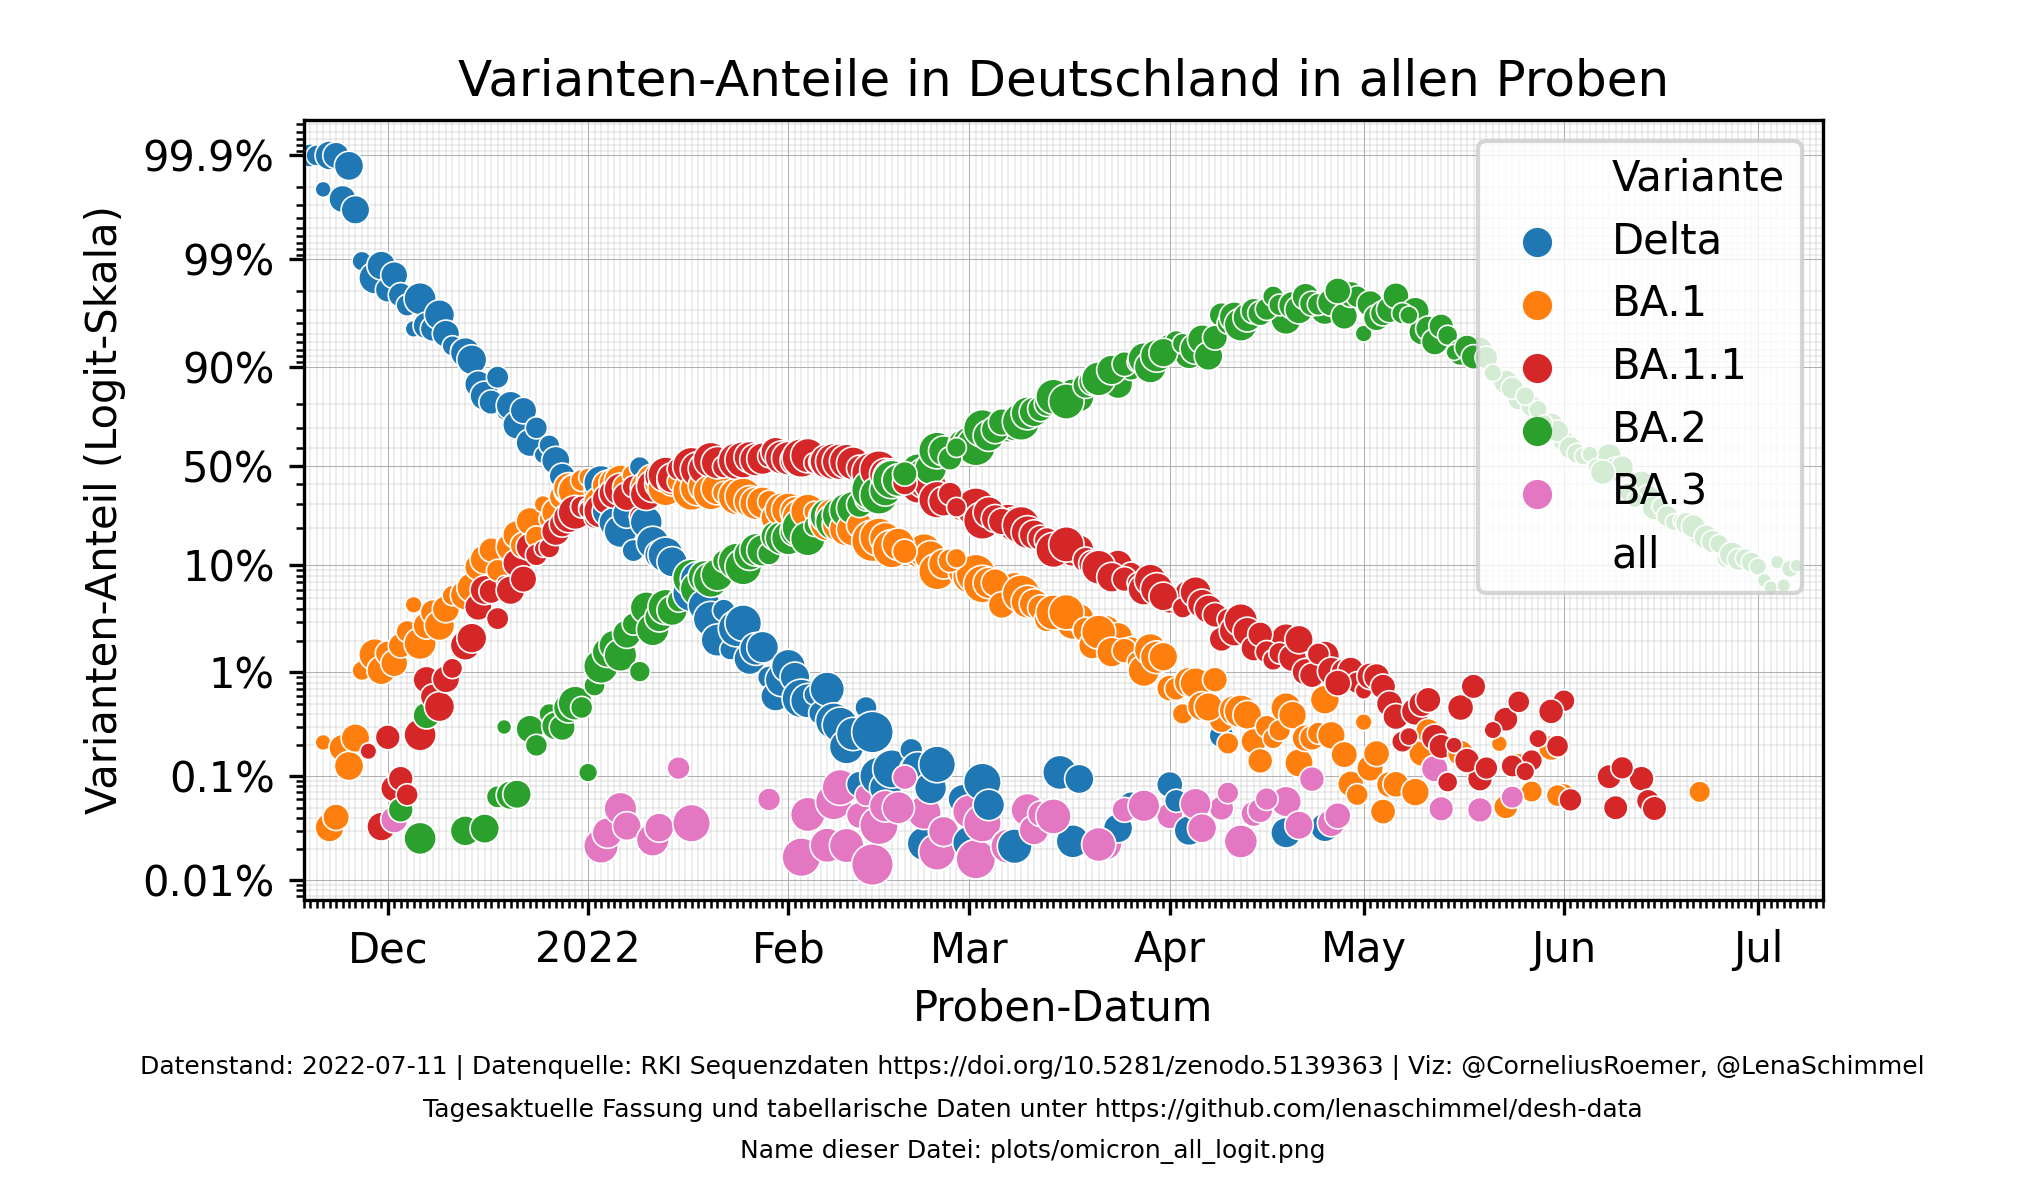 Varianten-Anteile in Deutschland in allen Proben
Varianten-Anteil (Logit-Skala)
99.9%
99%
90%
50%
10%
1%
0.1%
0.01%
Variante
Delta
BA.1
BA.1.1
BA.2
BA.3
all
Dec 2022 Feb Mar Apr May Jun Jul
Proben-Datum
Datenstand: 2022-07-11 | Datenquelle: RKI Sequenzdaten https://doi.org/10.5281/zenodo.5139363 | Viz: @CorneliusRoemer, @LenaSchimmel
Tagesaktuelle Fassung und tabellarische Daten unter https://github.com/lenaschimmel/desh-data
Name dieser Datei: plots/omicron_all_logit.png